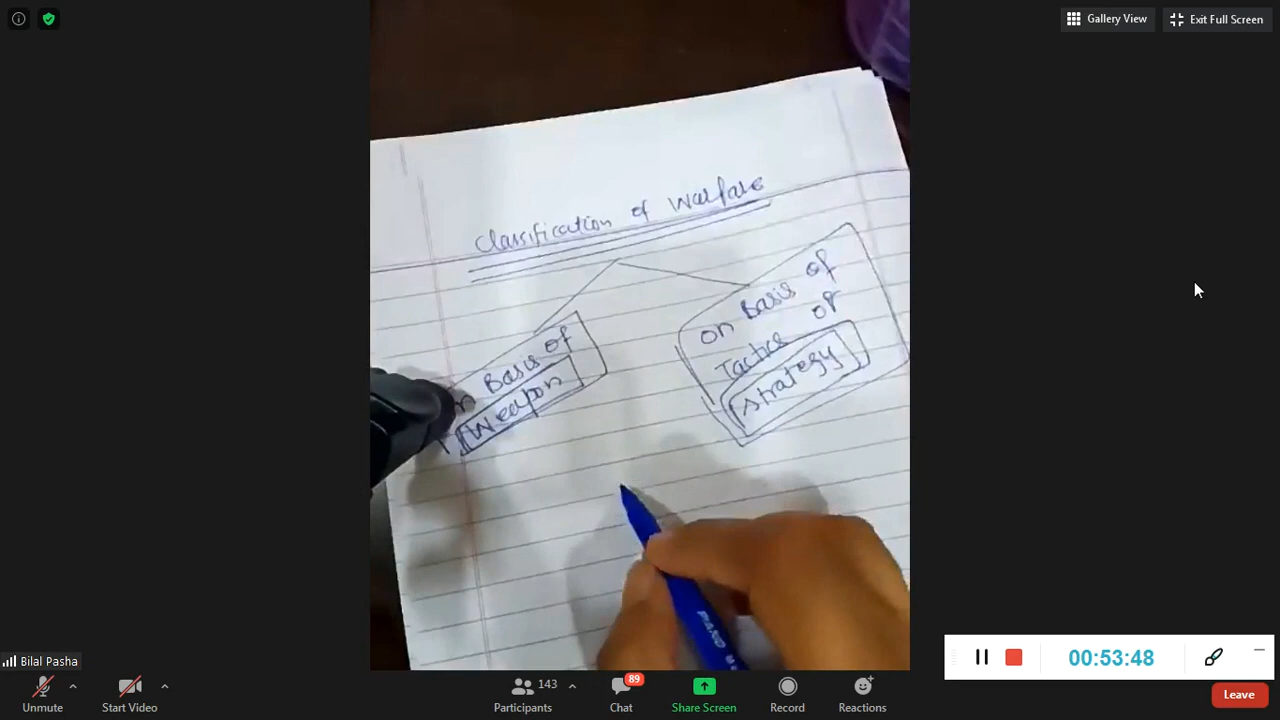 Gallery View
Exit Full Screen
Classification of Warfare
Basis of
Weapon
on Basis of
Tactics or
strategy
PIANO
Bilal Pasha
00:53:48
Unmute
Start Video
143
Participants
89
Chat
Share Screen
Record
Reactions
Leave